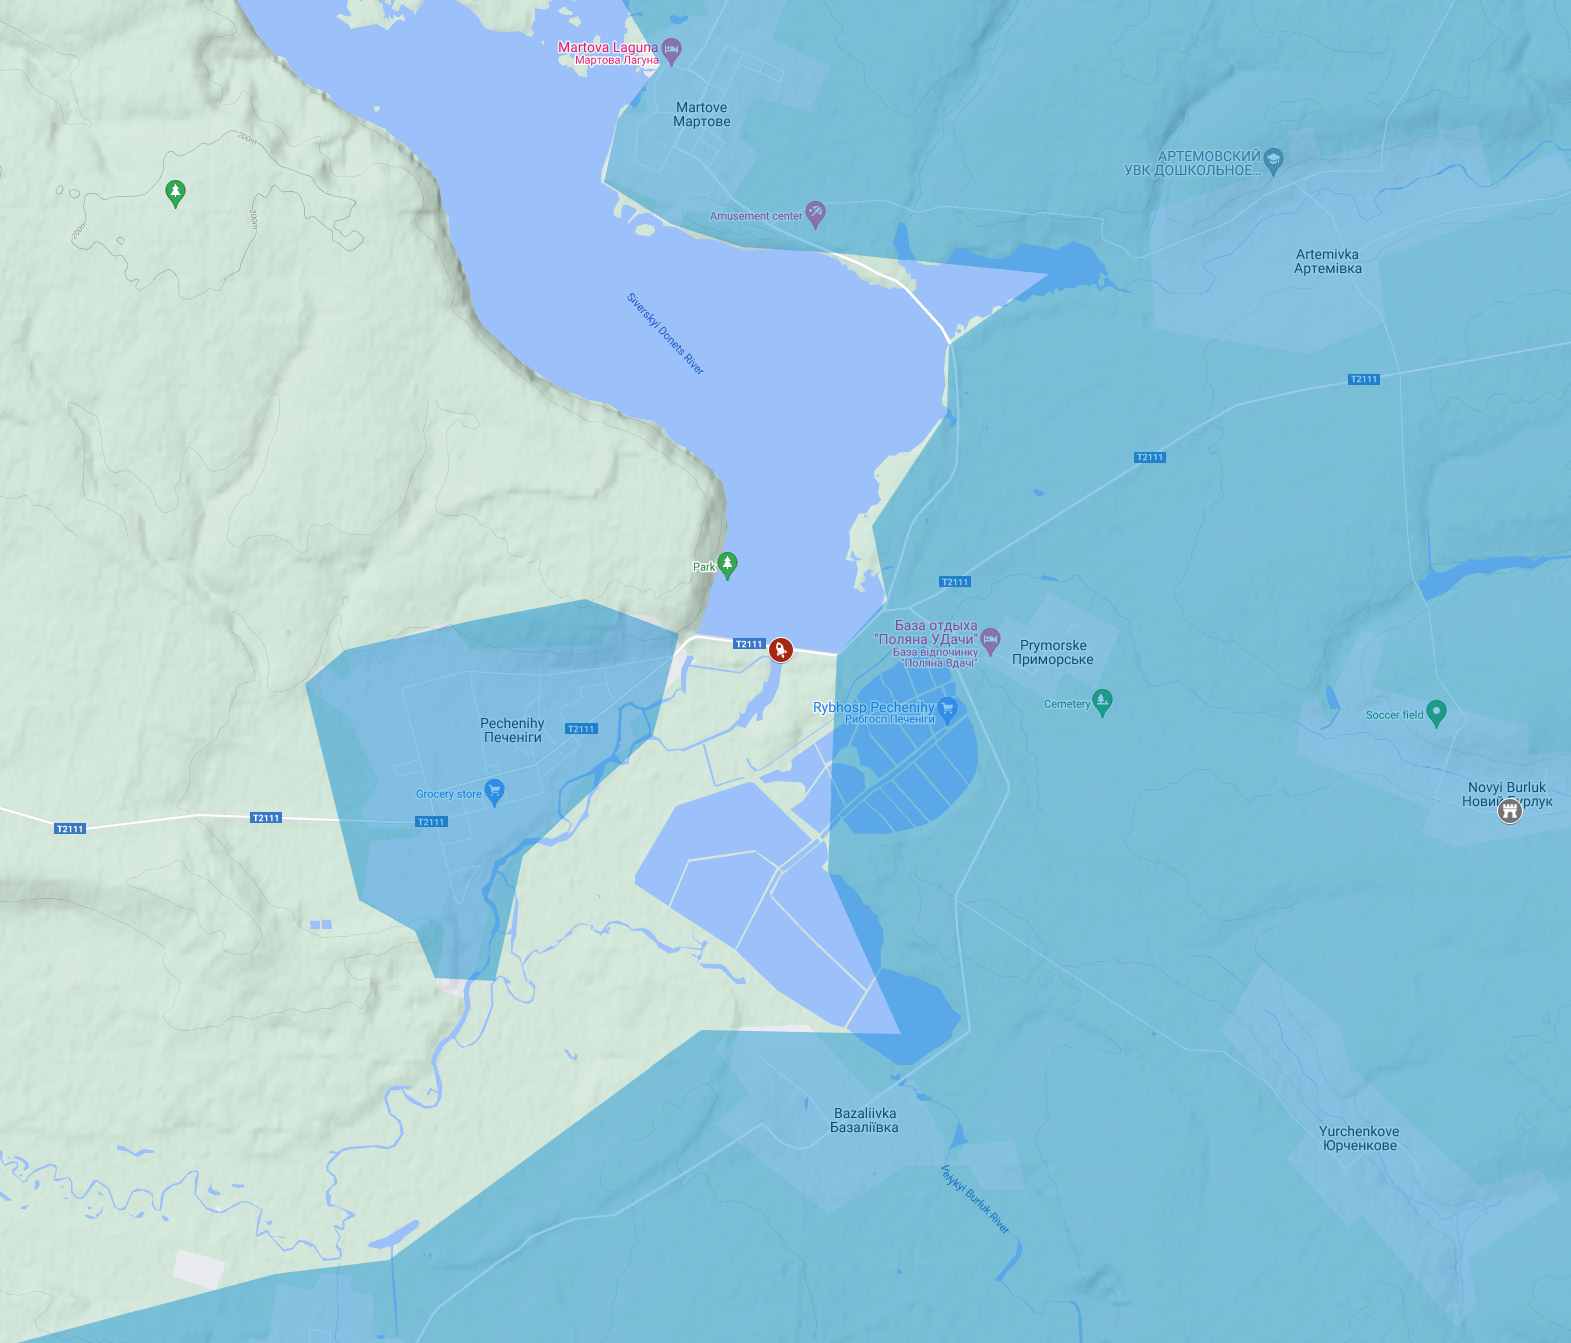 Martova Laguna
Мартова Лагуна
Martove
Мартове
200m
АРТЕМОВСКИЙ
УВК ДОШКОЛЬНОЕ...
200m
200m
Amusement center
Artemivka
Артемівка
Siverskyi Donets River
T2111
T2111
Park
T2111
База отдыха
"Поляна УДачи"
База відпочинку
"Поляна Вдачі"
T2111
Prymorske
Приморське
Cemetery
Rybhosp Pechenihy
Рибгосп Печеніги
Soccer field
Pechenihy
Печеніги
T2111
Grocery store
Novyi Burluk
Новий Бурлук
T2111
T2111
T2111
Bazaliivka
Базаліївка
Yurchenkove
Юрченкове
Velykyi Burluk River